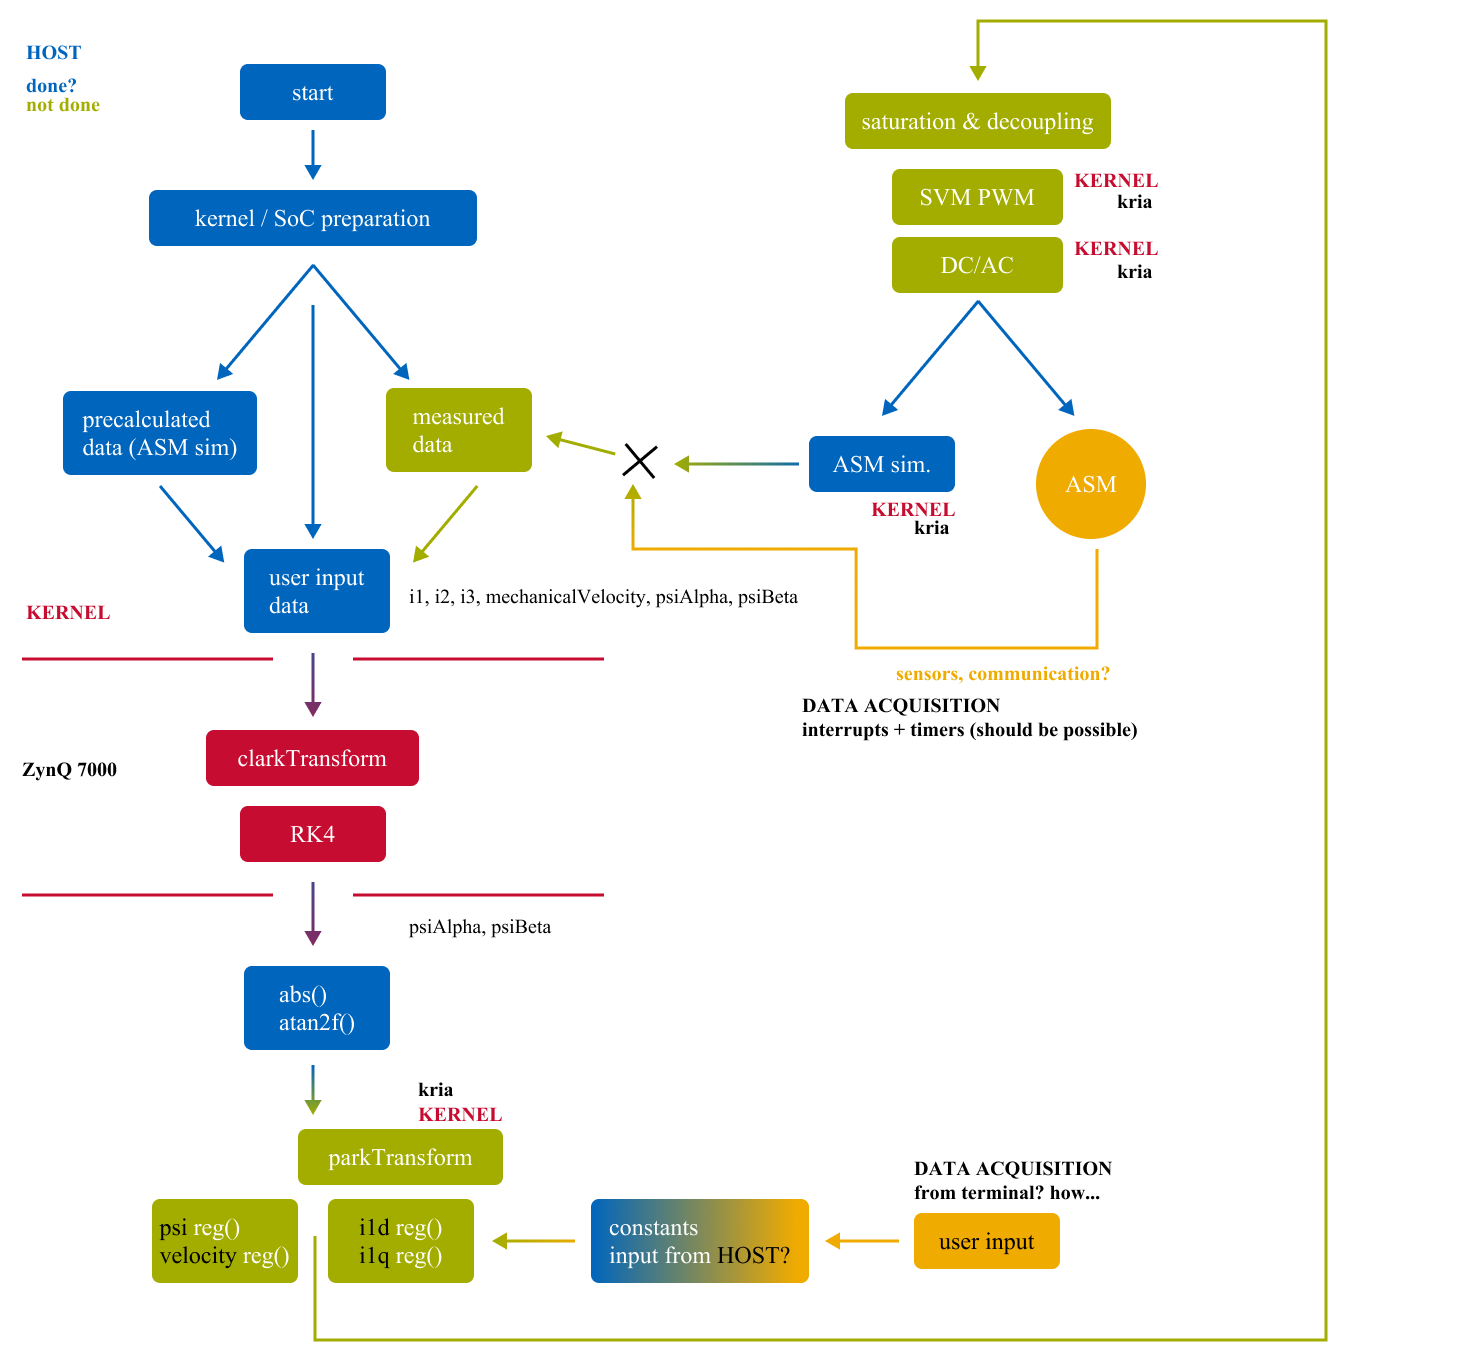 HOST
done?
not done
start
kernel / SoC preparation
precalculated
data (ASM sim)
measured
data
user input
data
i1, i2, i3, mechanicalVelocity, psiAlpha, psiBeta
KERNEL
clarkTransform
ZynQ 7000
RK4
psiAlpha, psiBeta
abs()
atan2f()
kria
KERNEL
parkTransform
psi reg()
velocity reg()
i1d reg()
i1q reg()
constants
input from HOST?
DATA ACQUISITION
from terminal? how...
user input
saturation & decoupling
SVM PWM
KERNEL
kria
DC/AC
KERNEL
kria
ASM sim.
KERNEL
kria
ASM
sensors, communication?
DATA ACQUISITION
interrupts + timers (should be possible)